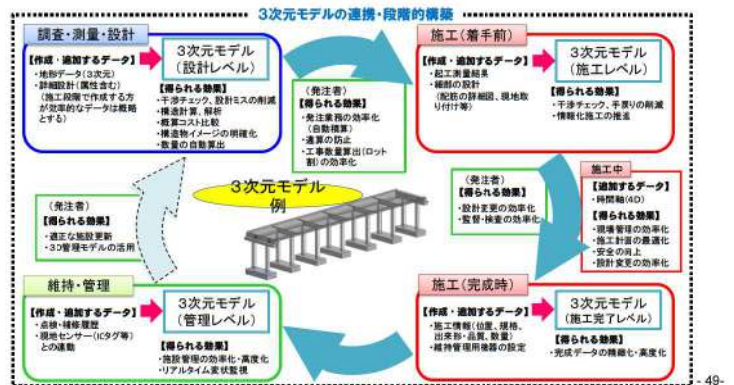 3次元モデルの連携・段階的構築
調査・測量・設計
【作成・追加するデータ】
・地形データ(3次元)
・詳細設計(属性含む)
(施工段階で作成する方
が効率的なデータは概略
とする)
3次元モデル
(設計レベル)
【得られる効果】
・干渉チェック、設計ミスの削減
・構造計算、解析
・概算コスト比較
・構造物イメージの明確化
・数量の自動算出
(発注者)
【得られる効果】
・発注業務の効率化
(自動積算)
・違算の防止
・工事数量算出(ロット
割)の効率化
施工(着手前)
【作成・追加するデータ】
・起工測量結果
・細部の設計
(配筋の詳細図、現地取
り付け等)
3次元モデル
(施工レベル)
【得られる効果】
・干渉チェック、手戻りの削減
・情報化施工の推進
(発注者)
【得られる効果】
・設計変更の効率化
・監督・検査の効率化
施工中
【追加するデータ】
・時間軸(4D)
【得られる効果】
・現場管理の効率化
・施工計画の最適化
・安全の向上
・設計変更の効率化
3次元モデル
例
(発注者)
【得られる効果】
・適正な施設更新
・3D管理モデルの活用
維持・管理
【作成・追加するデータ】
・点検・補修履歴
・現地センサー(ICタグ等)
との連動
3次元モデル
(管理レベル)
【得られる効果】
・施設管理の効率化・高度化
・リアルタイム変状監視
施工(完成時)
【作成・追加するデータ】
・施工情報(位置、規格、
出来形・品質、数量)
・維持管理用機器の設定
3次元モデル
(施工完了レベル)
【得られる効果】
・完成データの精緻化・高度化
- 49-